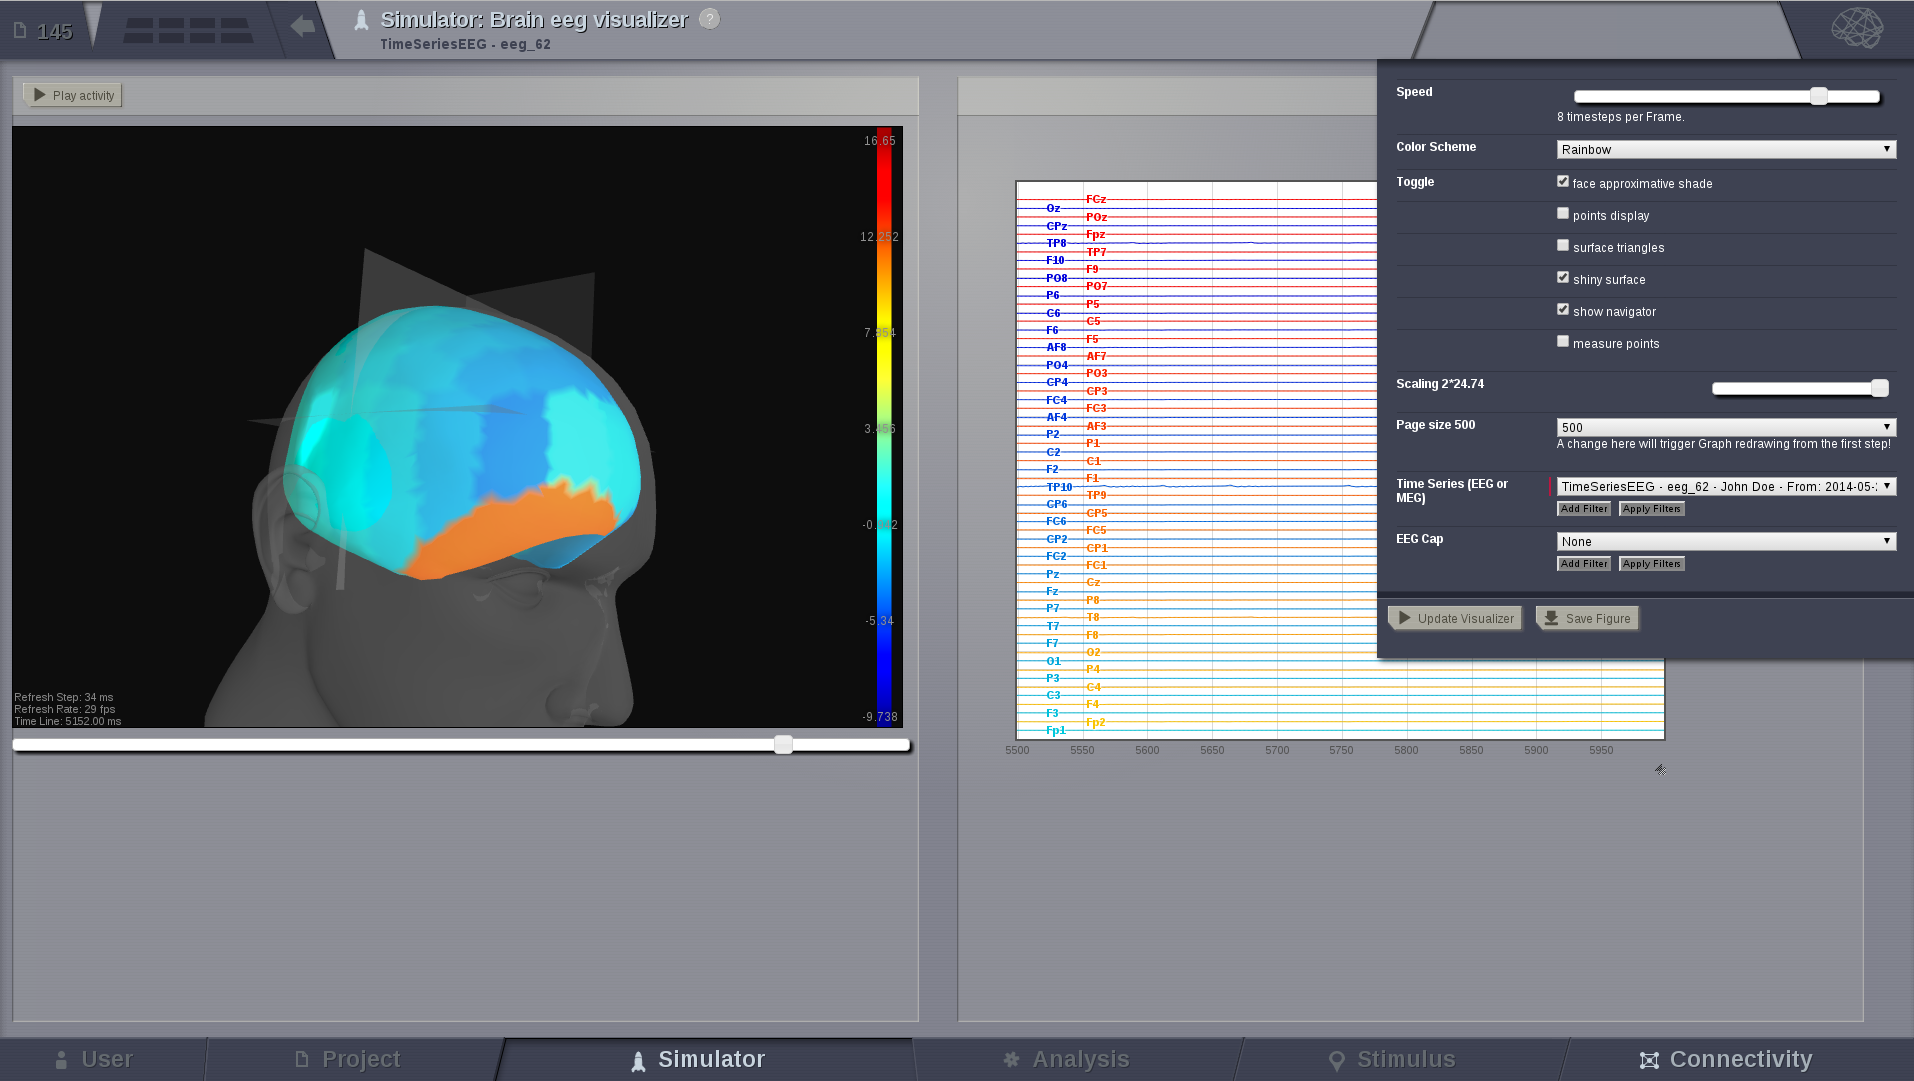 145
Simulator: Brain eeg visualizer ?
TimeSeriesEEG - eeg_62
Play activity
16.65
12.252
7.854
3.456
-5.34
-9.738
Refresh Step: 34 ms
Refresh Rate: 29 fps
Time Line: 5152.00 ms
FCz
Oz
POz
CPz
Fpz
TP8
TP7
F10
F9
PO8
PO7
P6
P5
C6
C5
F6
F5
AF8
AF7
PO4
PO3
CP4
CP3
FC4
FC3
AF4
AF3
P2
P1
C2
C1
F2
F1
TP10
TP9
CP6
CP5
FC6
FC5
CP2
CP1
FC2
FC1
Pz
Cz
Fz
P8
P7
T8
T7
F8
F7
O2
O1
P4
P3
C4
C3
F4
F3
Fp2
Fp1
5500 5550 5600 5650 5700 5750 5800 5850 5900 5950
Speed
8 timesteps per Frame.
Color Scheme Rainbow
Toggle face approximative shade
points display
surface triangles
shiny surface
show navigator
measure points
Scaling 2*24.74
Page size 500 500
A change here will trigger Graph redrawing from the first step!
Time Series (EEG or MEG) TimeSeriesEEG - eeg_62 - John Doe - From: 2014-05-
Add Filter Apply Filters
EEG Cap None
Add Filter Apply Filters
Update Visualizer Save Figure
User Project Simulator Analysis Stimulus Connectivity